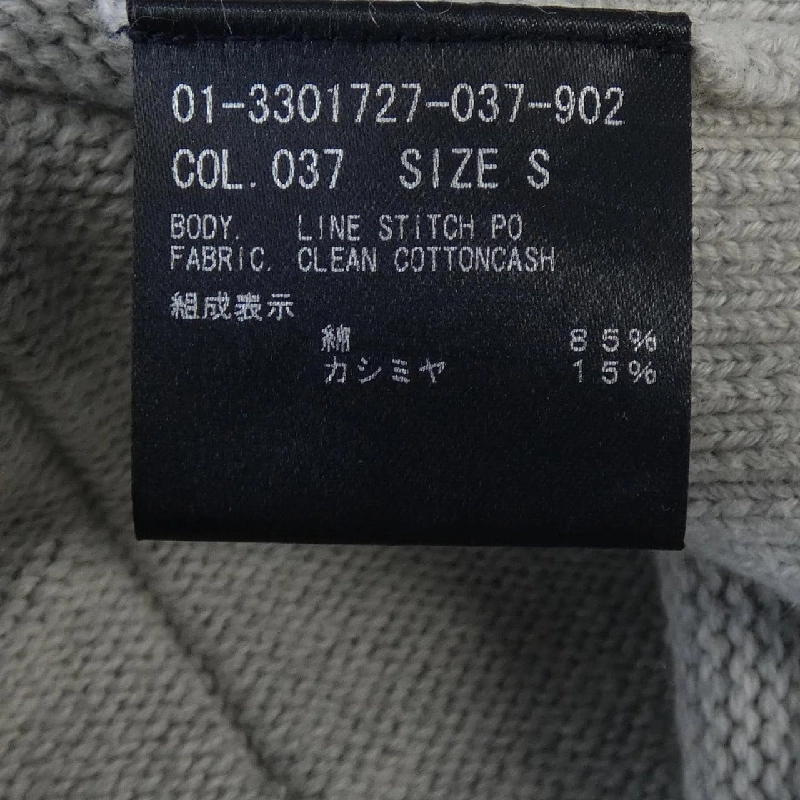 01-3301727-037-902
COL.037 SIZE S
BODY. LINE STITCH PO
FABRIC. CLEAN COTTONCASH
組成表示
綿 85%
カシミヤ 15%